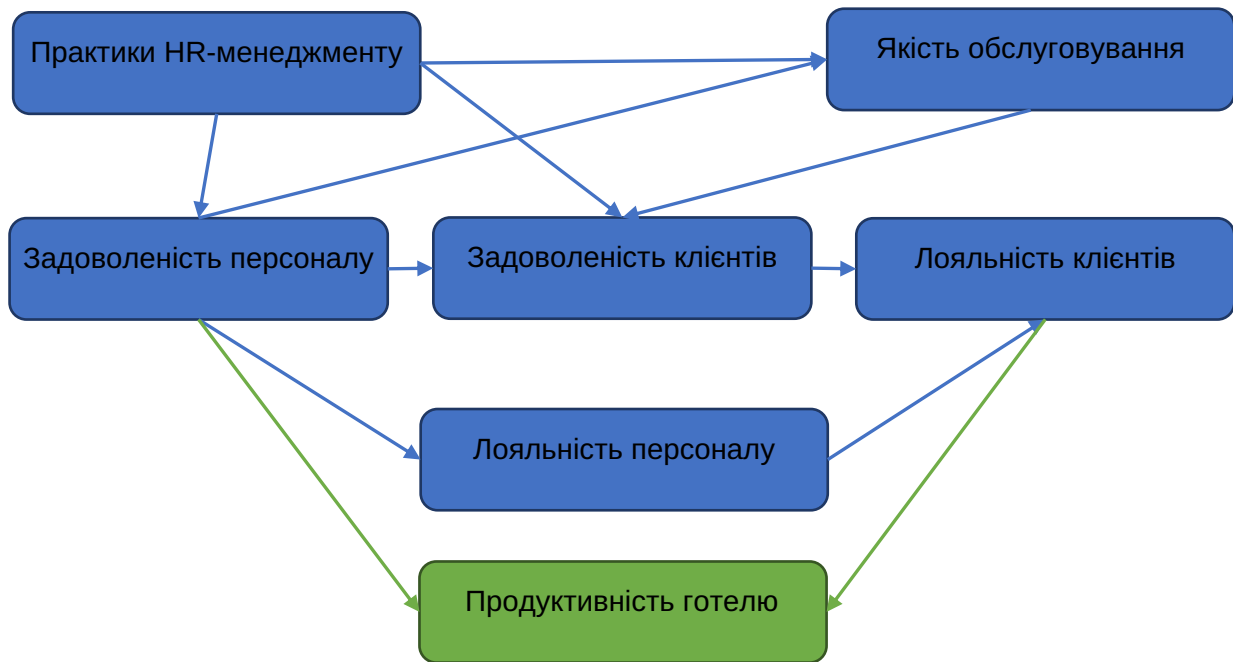 Практики HR-менеджменту
Якість обслуговування
Задоволеність персоналу
Задоволеність клієнтів
Лояльність клієнтів
Лояльність персоналу
Продуктивність готелю